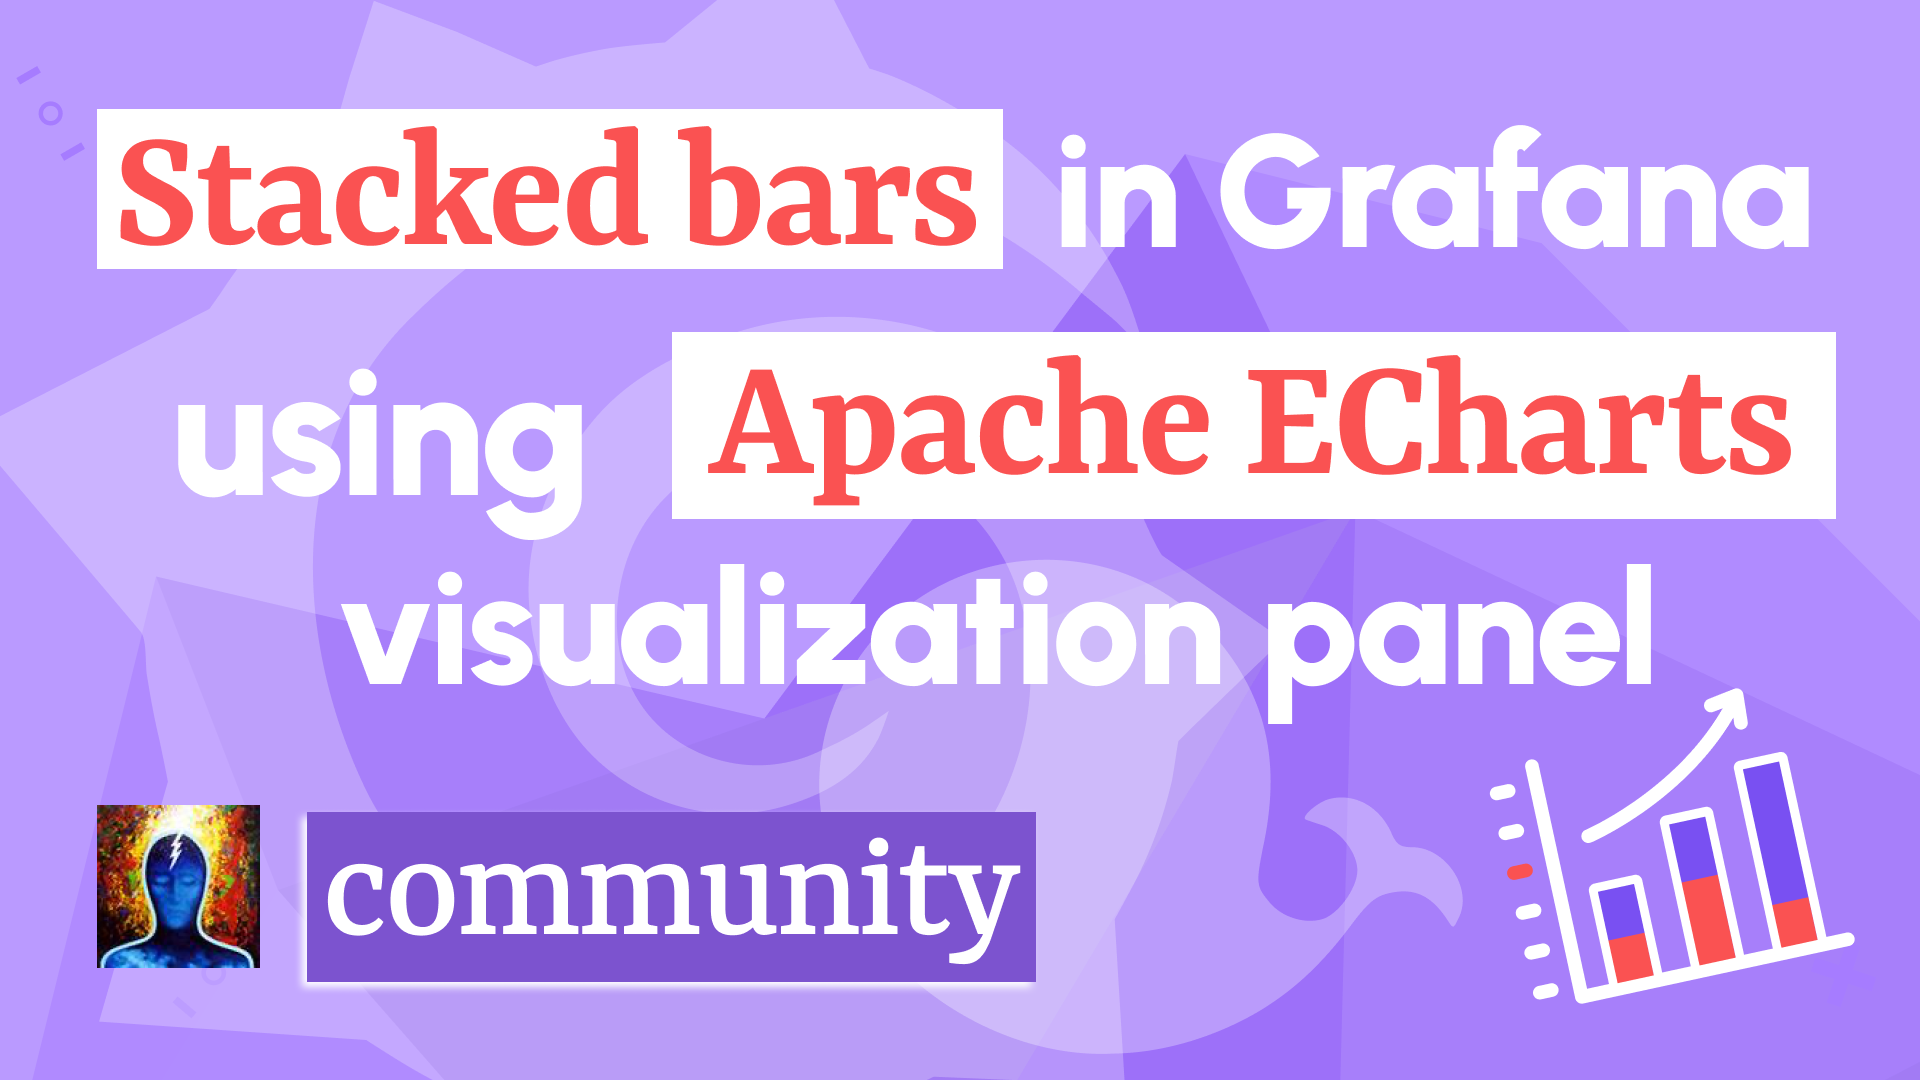 Stacked bars in Grafana
using Apache ECharts
visualization panel
community